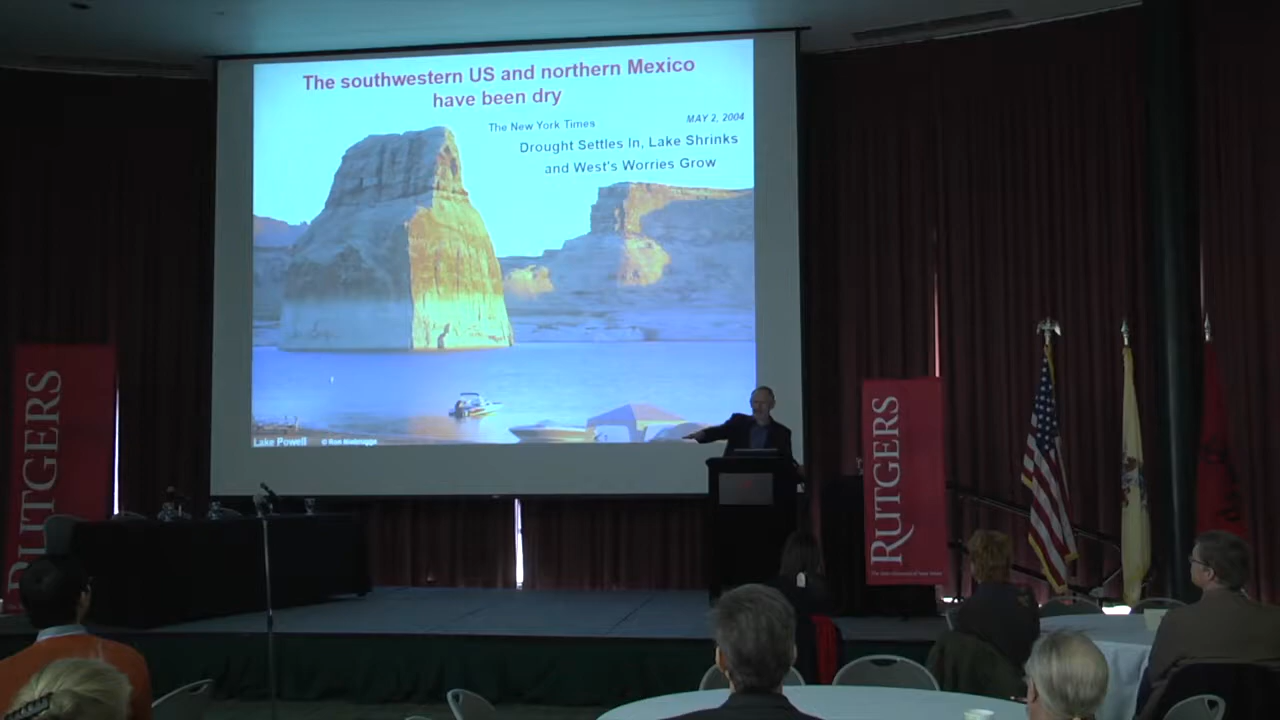 The southwestern US and northern Mexico
have been dry
The New York Times
MAY 2, 2004
Drought Settles In, Lake Shrinks
and West's Worries Grow
Lake Powell
RUTGERS
RUTGERS